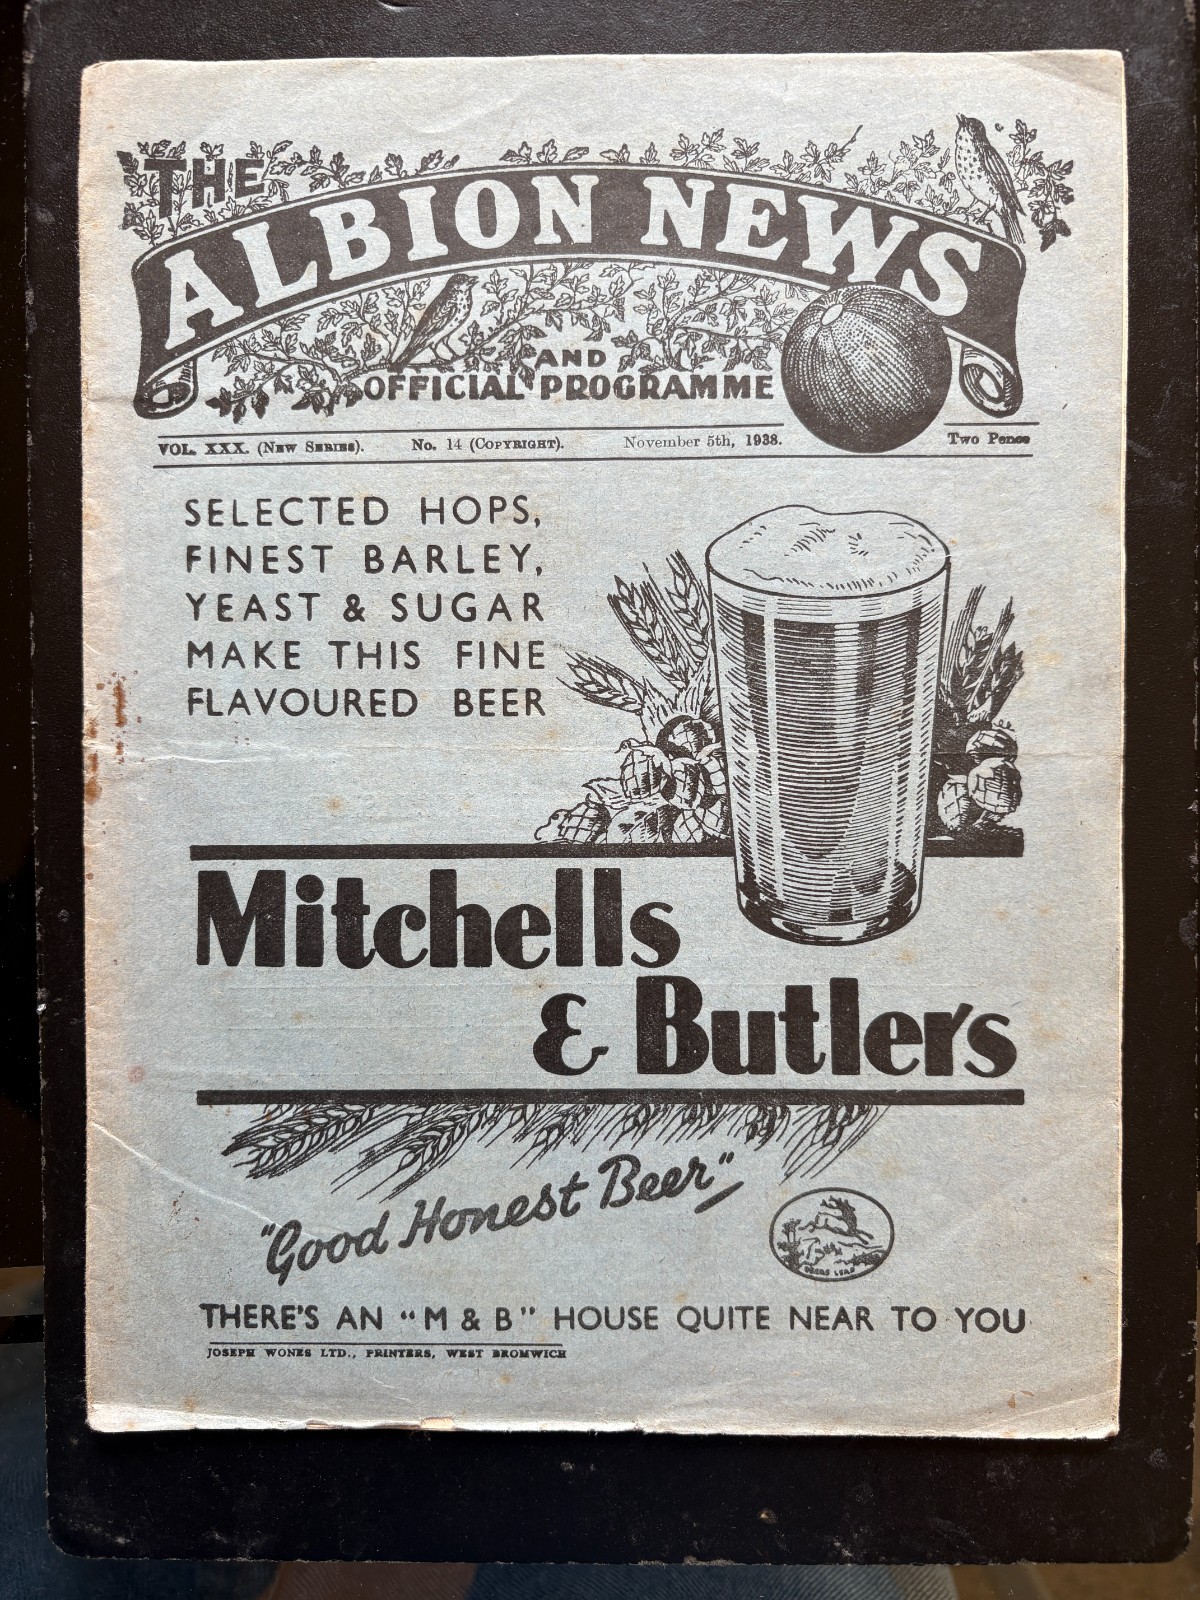 THE
ALBION NEWS
AND
OFFICIAL PROGRAMME
VOL. XXX. (NEW SERIES). No. 14 (COPYRIGHT). November 5th, 1938. Two Pence
SELECTED HOPS,
FINEST BARLEY,
YEAST & SUGAR
MAKE THIS FINE
FLAVOURED BEER
Mitchells
& Butlers
"Good Honest Beer"
DEERS LEAP
THERE'S AN "M & B" HOUSE QUITE NEAR TO YOU
JOSEPH WONES LTD., PRINTERS, WEST BROMWICH